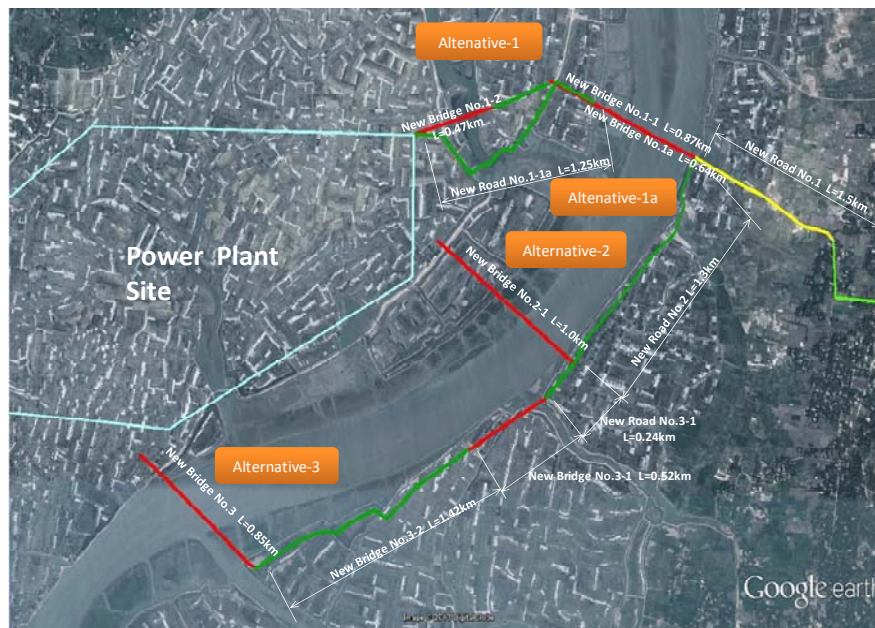 Altenative-1
New Bridge No.1-2
L=0.47km
New Bridge No.1-1 L=0.87km
New Bridge No.1a L=0.64km
New Road No.1 L=1.5km
New Road No.1-1a L=1.25km
Altenative-1a
Alternative-2
Power Plant
Site
New Bridge No.2-1 L=1.0km
New Road No.2 L=1.3km
New Road No.3-1
L=0.24km
Alternative-3
New Bridge No.3-1 L=0.52km
New Bridge No.3 L=0.85km
New Bridge No.3-2 L=1.42km
Google earth